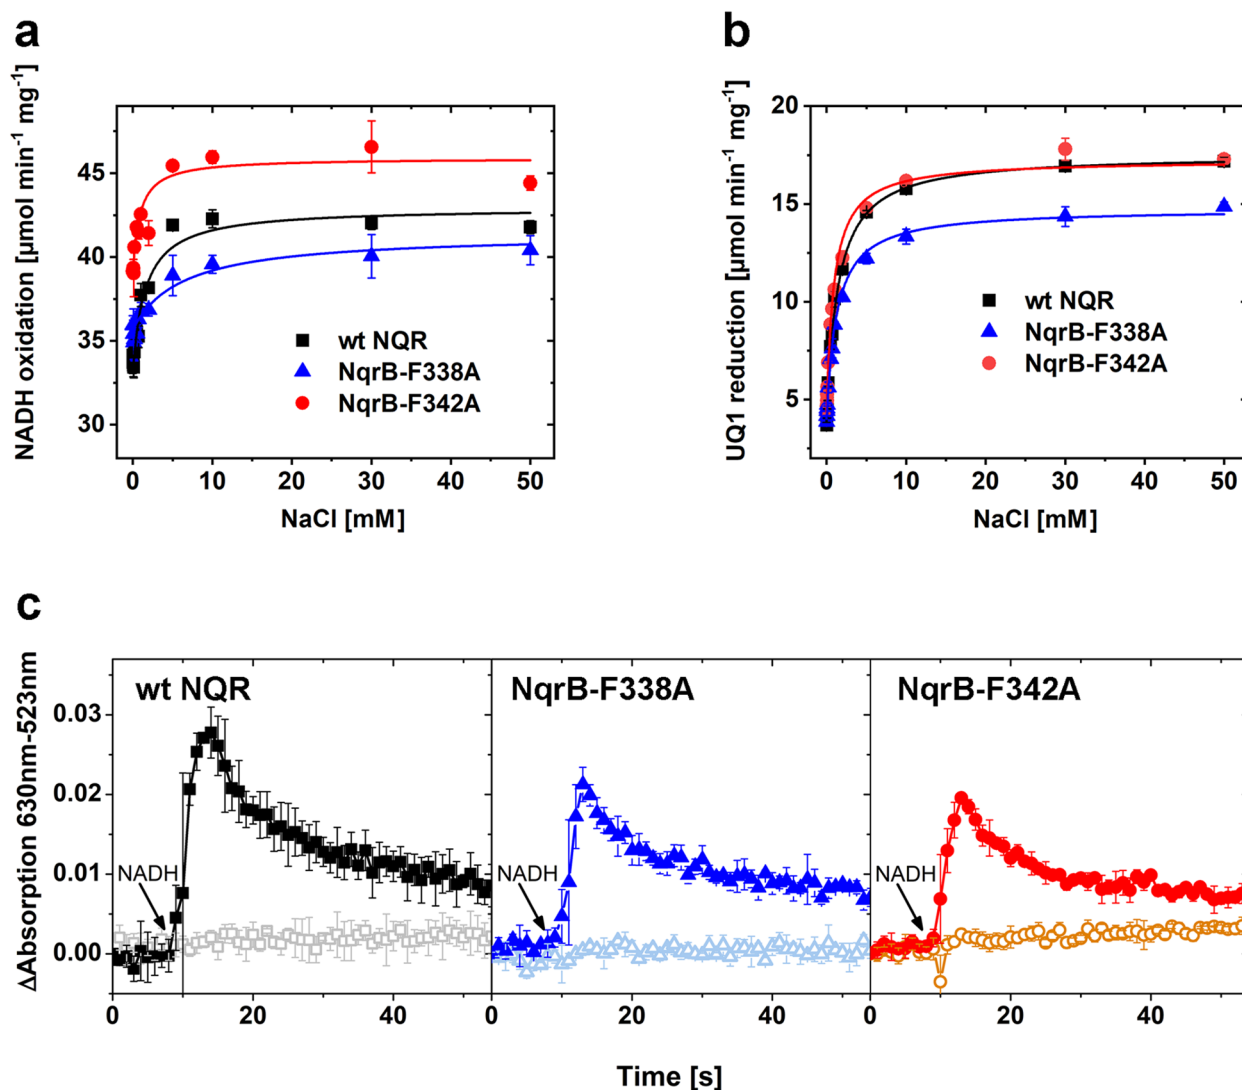 a
NADH oxidation [µmol min⁻¹ mg⁻¹]
45
40
35
30
0 10 20 30 40 50
NaCl [mM]
wt NQR
NqrB-F338A
NqrB-F342A
b
UQ1 reduction [µmol min⁻¹ mg⁻¹]
20
15
10
5
0 10 20 30 40 50
NaCl [mM]
wt NQR
NqrB-F338A
NqrB-F342A
c
ΔAbsorption 630nm-523nm
0.03
0.02
0.01
0.00
wt NQR
NADH
0 20 40
NqrB-F338A
NADH
0 20 40
NqrB-F342A
NADH
0 20 40
Time [s]